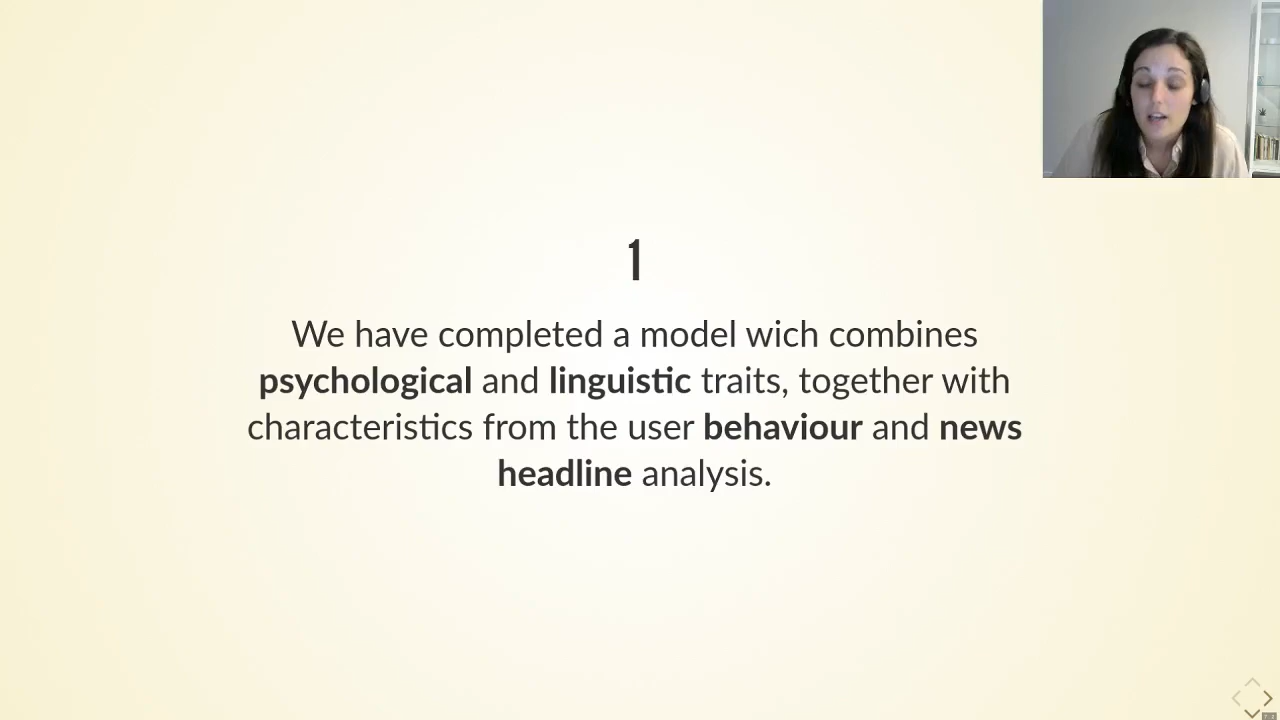 1
We have completed a model wich combines
psychological and linguistic traits, together with
characteristics from the user behaviour and news
headline analysis.